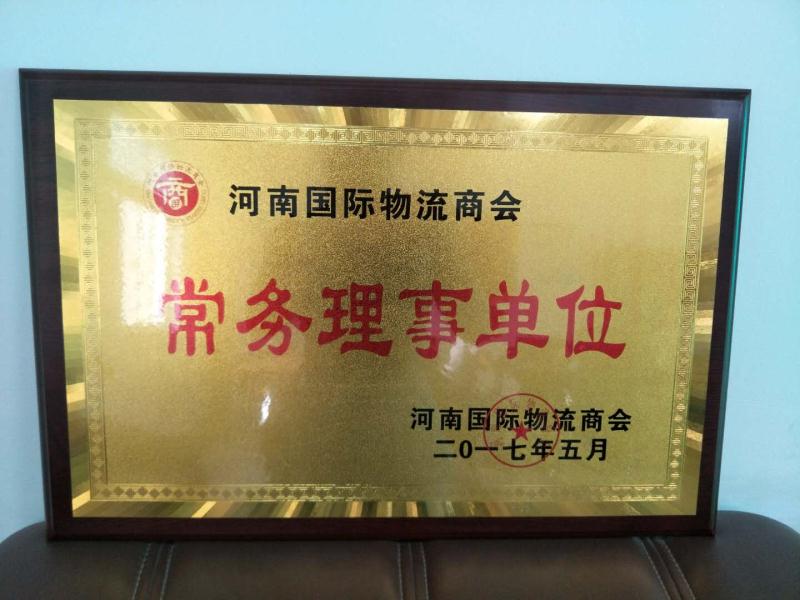 河南国际物流商会
常务理事单位
河南国际物流商会
二0一七年五月